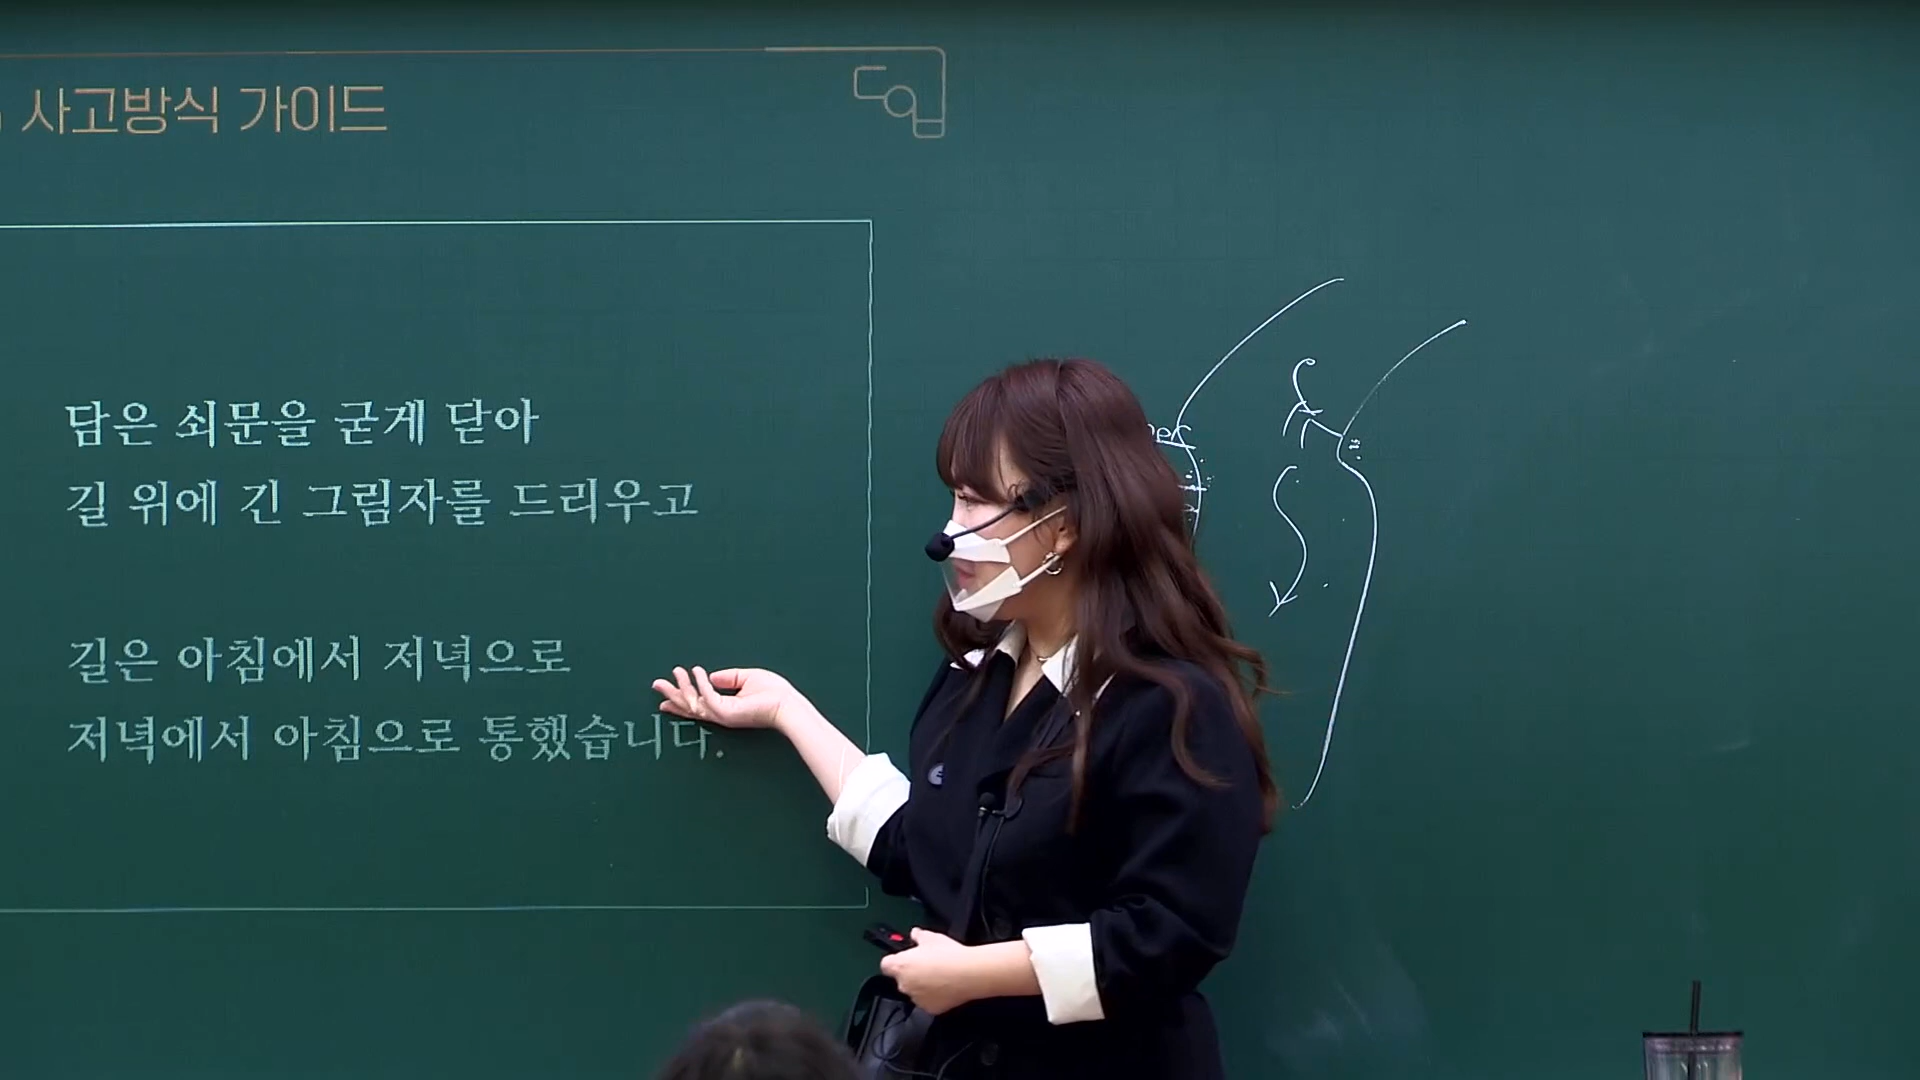 사고방식 가이드
담은 쇠문을 굳게 닫아
길 위에 긴 그림자를 드리우고
길은 아침에서 저녁으로
저녁에서 아침으로 통했습니다.